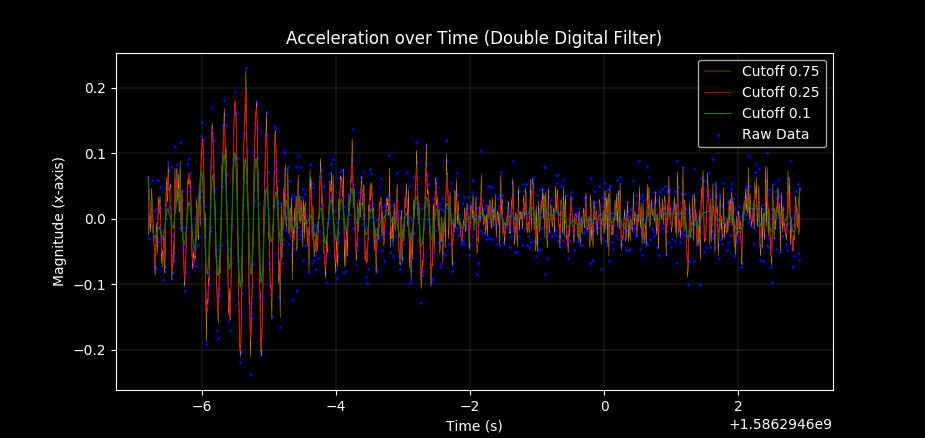 Acceleration over Time (Double Digital Filter)
Cutoff 0.75
Cutoff 0.25
Cutoff 0.1
Raw Data
Magnitude (x-axis)
0.2
0.1
0.0
−0.1
−0.2
−6 −4 −2 0 2
Time (s)
+1.5862946e9